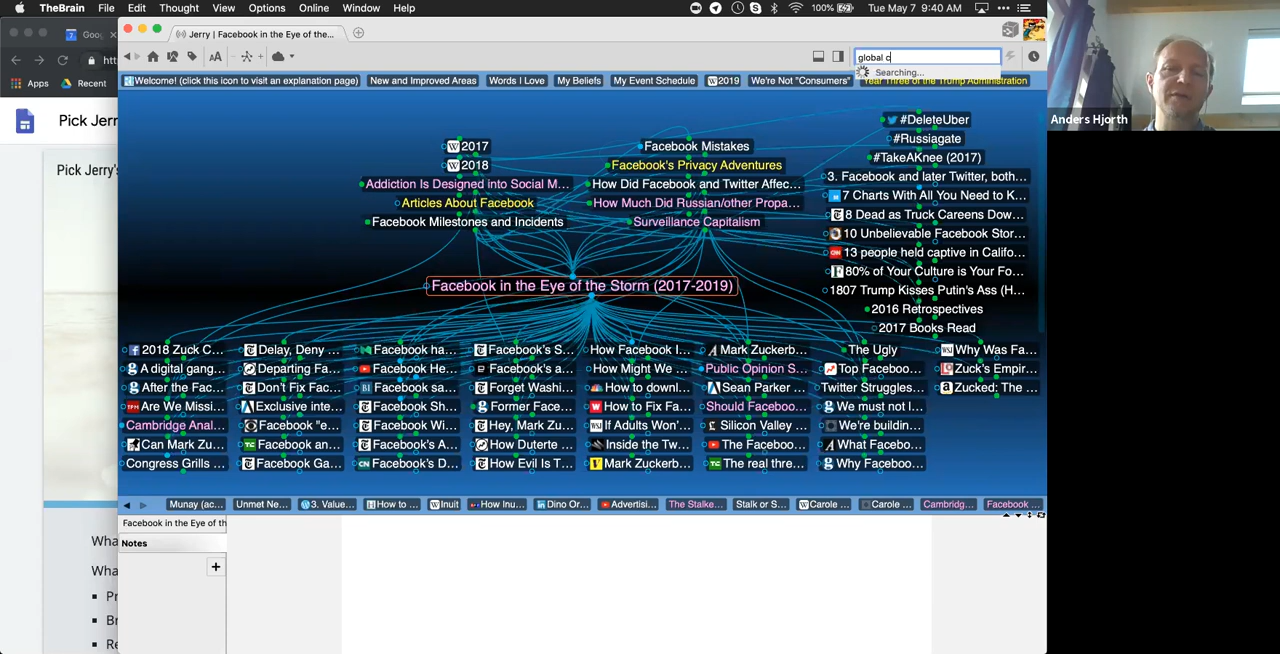 TheBrain File Edit Thought View Options Online Window Help 100% Tue May 7 9:40 AM
Jerry | Facebook in the Eye of the...
Goo
htt
Apps Recent
AA
global c
Searching...
Welcome! (click this icon to visit an explanation page) New and Improved Areas Words I Love My Beliefs My Event Schedule 2019 We're Not "Consumers" Year Three of the Trump Administration
Pick Jerr
Pick Jerry's
2017
2018
Addiction Is Designed into Social M...
Articles About Facebook
Facebook Milestones and Incidents
Facebook Mistakes
Facebook's Privacy Adventures
How Did Facebook and Twitter Affec...
How Much Did Russian/other Propa...
Surveillance Capitalism
#DeleteUber
#Russiagate
#TakeAKnee (2017)
3. Facebook and later Twitter, both...
7 Charts With All You Need to K...
8 Dead as Truck Careens Dow...
10 Unbelievable Facebook Stor...
13 people held captive in Califo...
80% of Your Culture is Your Fo...
1807 Trump Kisses Putin's Ass (H...
2016 Retrospectives
2017 Books Read
Facebook in the Eye of the Storm (2017-2019)
2018 Zuck C...
A digital gang...
After the Fac...
Are We Missi...
Cambridge Anal...
Can Mark Zu...
Congress Grills ...
Delay, Deny ...
Departing Fa...
Don't Fix Fac...
Exclusive inte...
Facebook "e...
Facebook an...
Facebook Ga...
Facebook ha...
Facebook He...
Facebook sa...
Facebook Sh...
Facebook Wi...
Facebook's A...
Facebook's D...
Facebook's S...
Facebook's a...
Forget Washi...
Former Face...
Hey, Mark Zu...
How Duterte ...
How Evil Is T...
How Facebook I...
How Might We ...
How to downl...
How to Fix Fa...
If Adults Won'...
Inside the Tw...
Mark Zuckerb...
Mark Zuckerb...
Public Opinion S...
Sean Parker ...
Should Faceboo...
Silicon Valley ...
The Faceboo...
The real thre...
The Ugly
Top Faceboo...
Twitter Struggles...
We must not l...
We're buildin...
What Facebo...
Why Faceboo...
Why Was Fa...
Zuck's Empir...
Zucked: The ...
Munay (ac... Unmet Ne... 3. Value... How to ... Inuit How Inu... Dino Or... Advertisi... The Stalke... Stalk or S... Carole ... Carole ... Cambridg... Facebook ...
Facebook in the Eye of th
Notes
+
Wha
Wha
Pr
Br
Re
Anders Hjorth